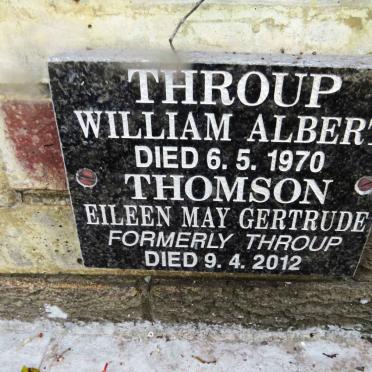 THROUP
WILLIAM ALBERT
DIED 6. 5. 1970
THOMSON
EILEEN MAY GERTRUDE
FORMERLY THROUP
DIED 9. 4. 2012